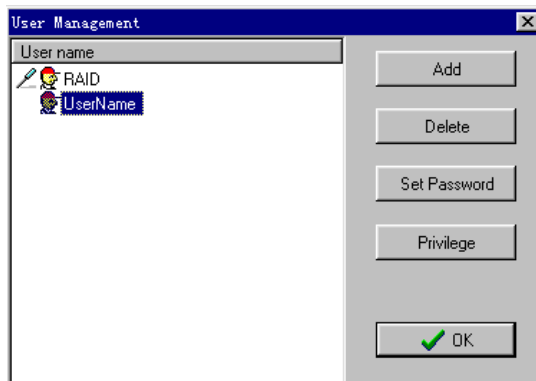 User Management
User name
RAID
UserName
Add
Delete
Set Password
Privilege
OK